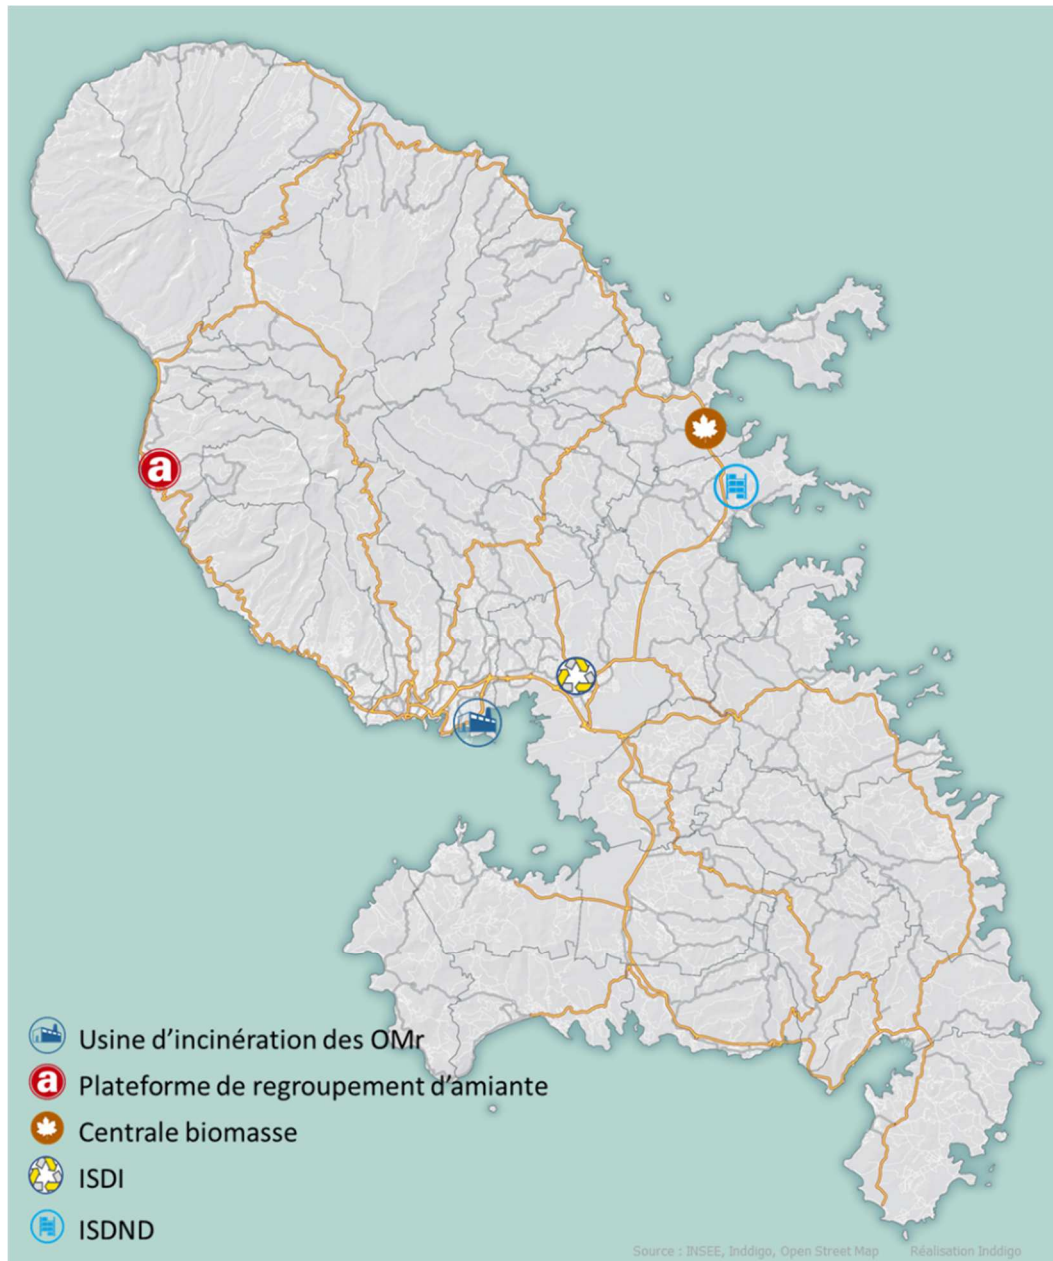 a
Usine d'incinération des OMr
a Plateforme de regroupement d'amiante
Centrale biomasse
ISDI
ISDND
Source : INSEE, Inddigo, Open Street Map Réalisation Inddigo